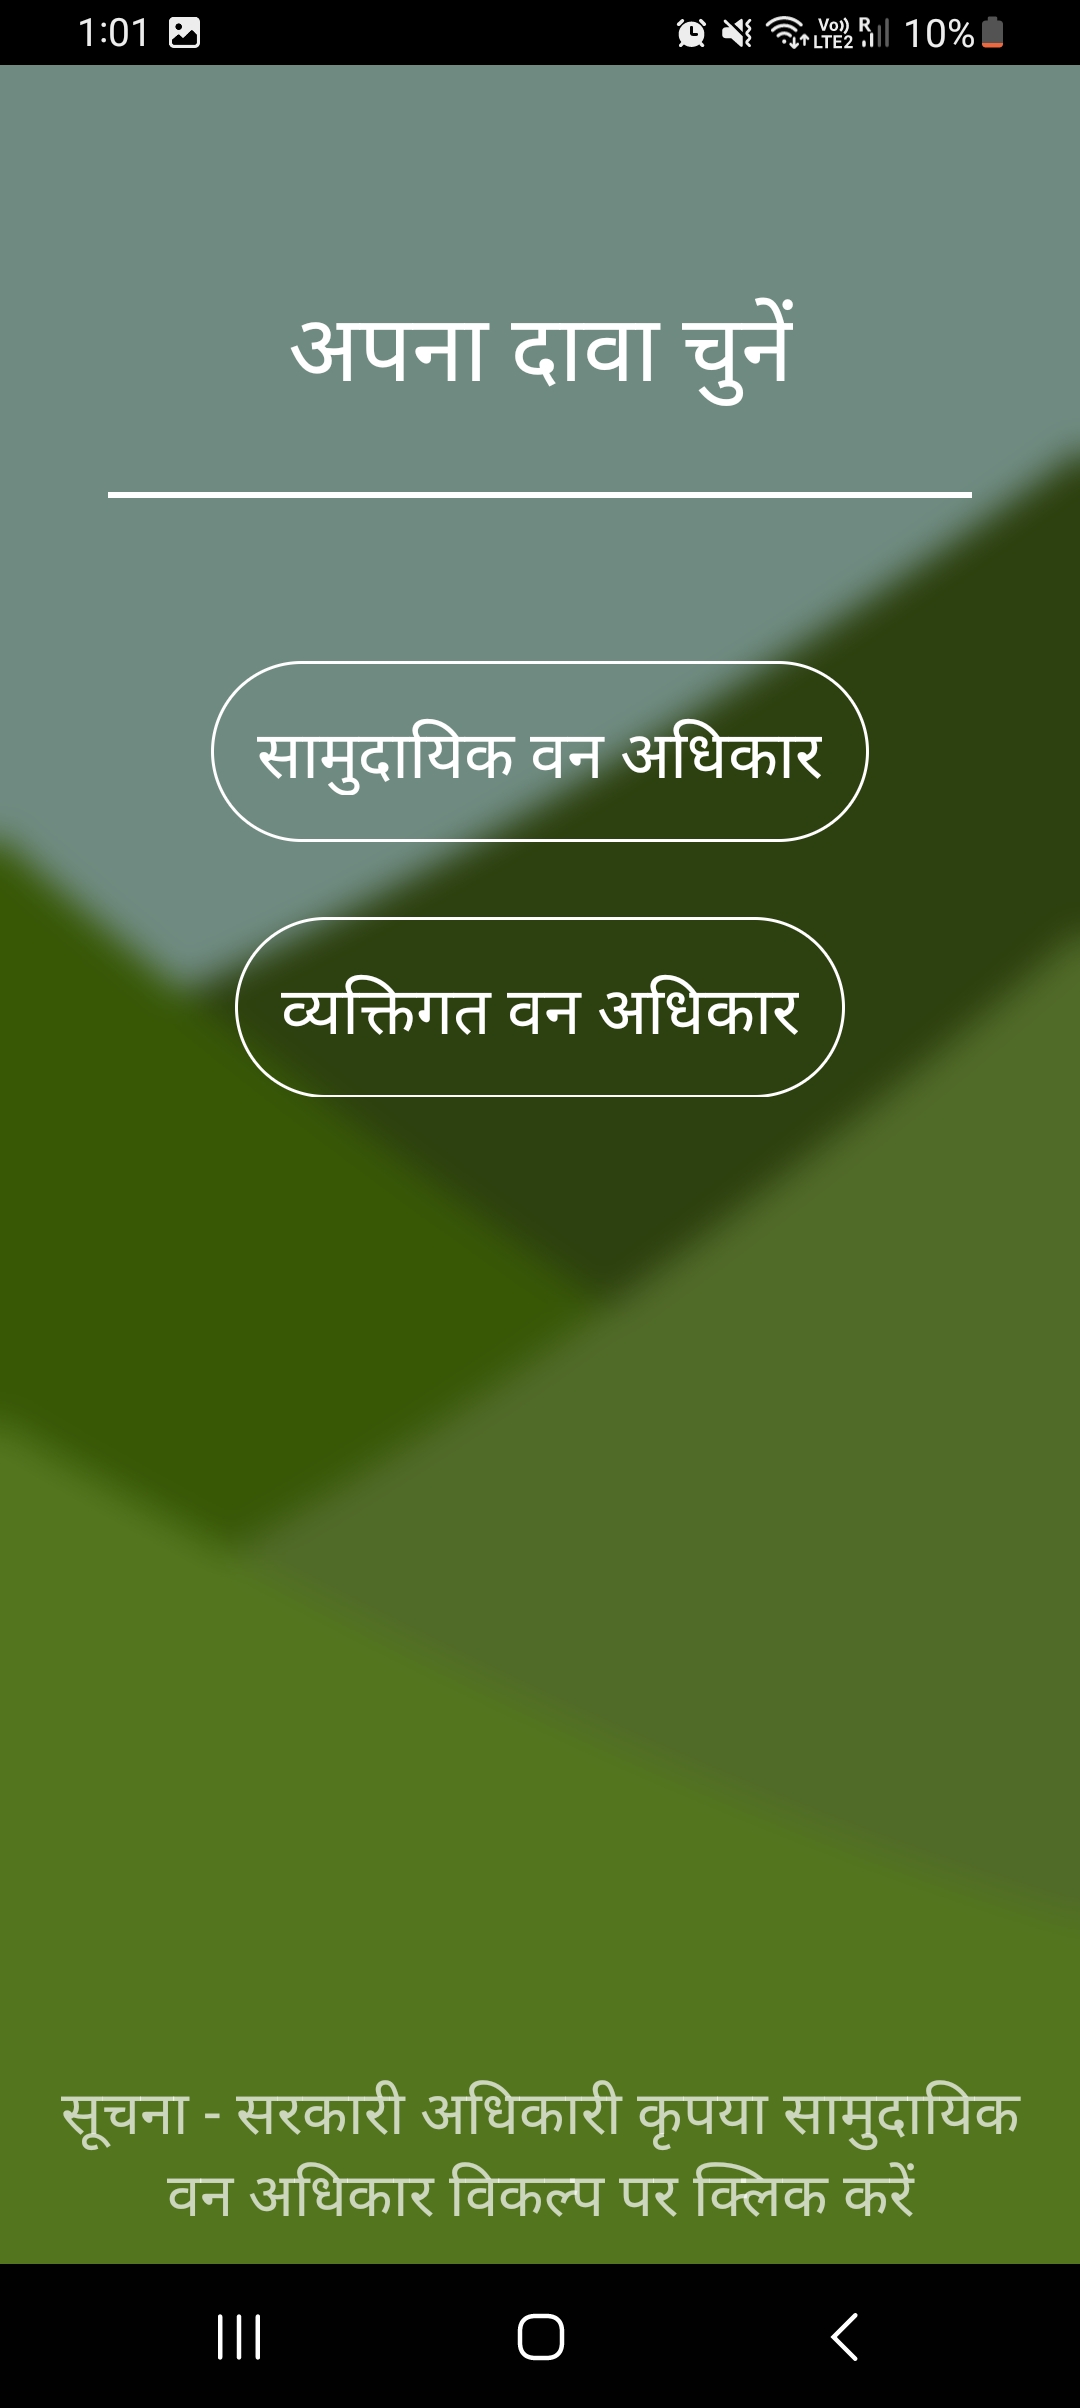 1:01 Vo)) LTE2 R 10%
अपना दावा चुनें
सामुदायिक वन अधिकार
व्यक्तिगत वन अधिकार
सूचना - सरकारी अधिकारी कृपया सामुदायिक
वन अधिकार विकल्प पर क्लिक करें